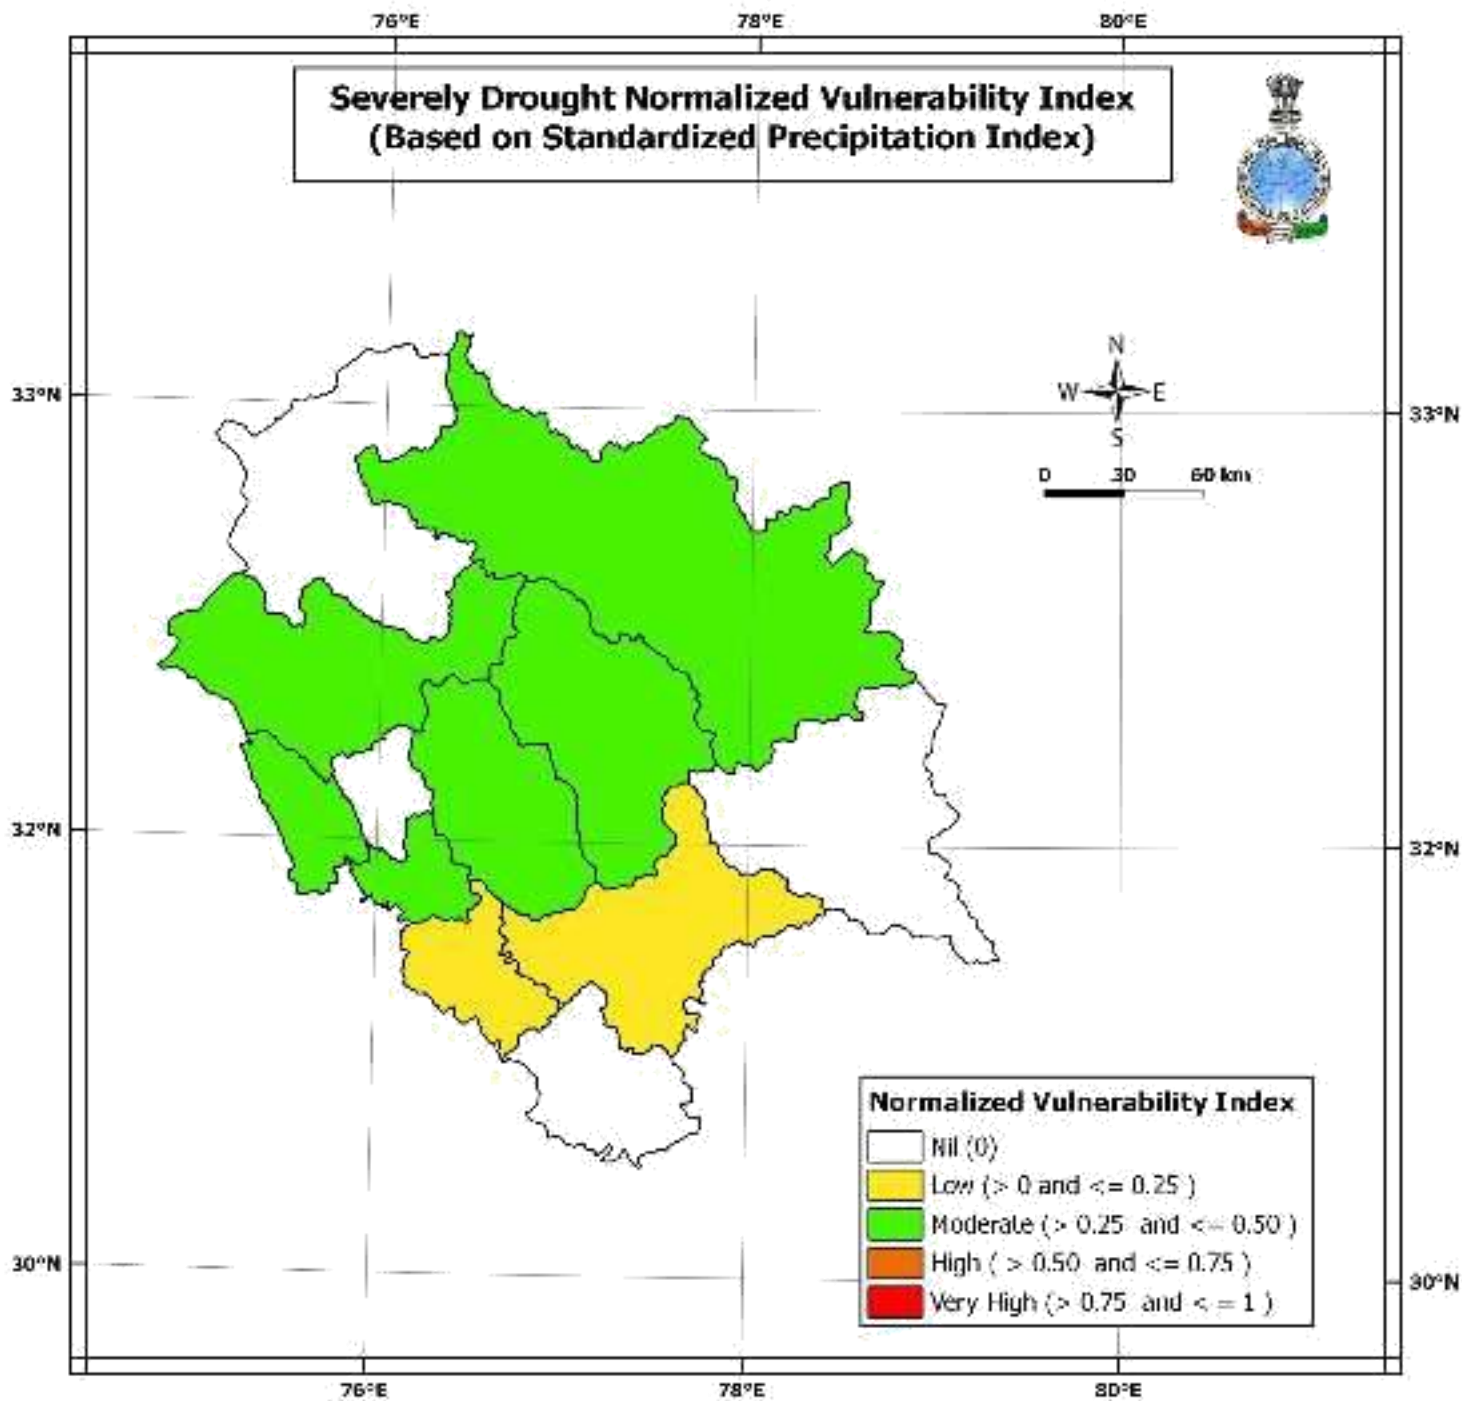 76°E 78°E 80°E
Severely Drought Normalized Vulnerability Index
(Based on Standardized Precipitation Index)
N
33°N W E 33°N
S
0 30 60 km
32°N 32°N
Normalized Vulnerability Index
Nil (0)
Low (> 0 and <= 0.25 )
Moderate (> 0.25 and <= 0.50 )
High ( > 0.50 and <= 0.75 )
Very High (> 0.75 and < = 1 )
30°N 30°N
76°E 78°E 80°E